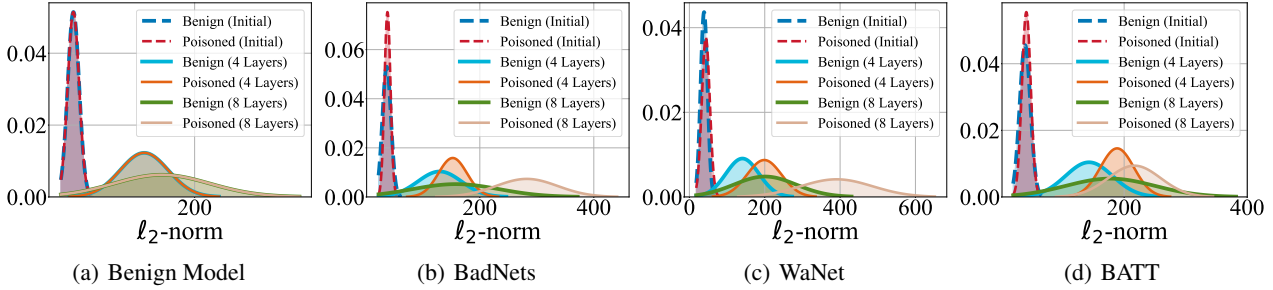 0.04
0.02
0.00
200
ℓ₂-norm
Benign (Initial)
Poisoned (Initial)
Benign (4 Layers)
Poisoned (4 Layers)
Benign (8 Layers)
Poisoned (8 Layers)
(a) Benign Model
0.06
0.04
0.02
0.00
200
400
ℓ₂-norm
Benign (Initial)
Poisoned (Initial)
Benign (4 Layers)
Poisoned (4 Layers)
Benign (8 Layers)
Poisoned (8 Layers)
(b) BadNets
0.04
0.02
0.00
0
200
400
600
ℓ₂-norm
Benign (Initial)
Poisoned (Initial)
Benign (4 Layers)
Poisoned (4 Layers)
Benign (8 Layers)
Poisoned (8 Layers)
(c) WaNet
0.04
0.02
0.00
200
400
ℓ₂-norm
Benign (Initial)
Poisoned (Initial)
Benign (4 Layers)
Poisoned (4 Layers)
Benign (8 Layers)
Poisoned (8 Layers)
(d) BATT